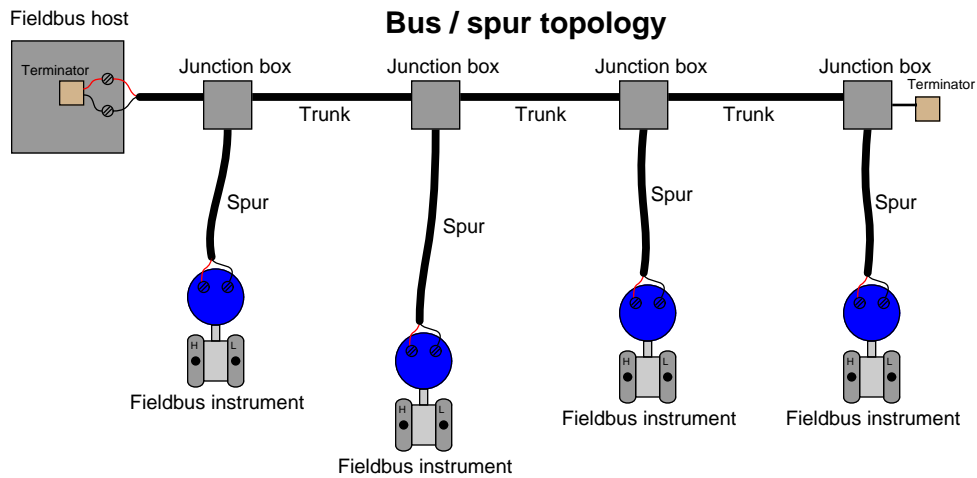 Bus / spur topology
Fieldbus host
Terminator
Junction box
Junction box
Junction box
Junction box
Terminator
Trunk
Trunk
Trunk
Spur
Spur
Spur
Spur
H L
H L
H L
H L
Fieldbus instrument
Fieldbus instrument
Fieldbus instrument
Fieldbus instrument